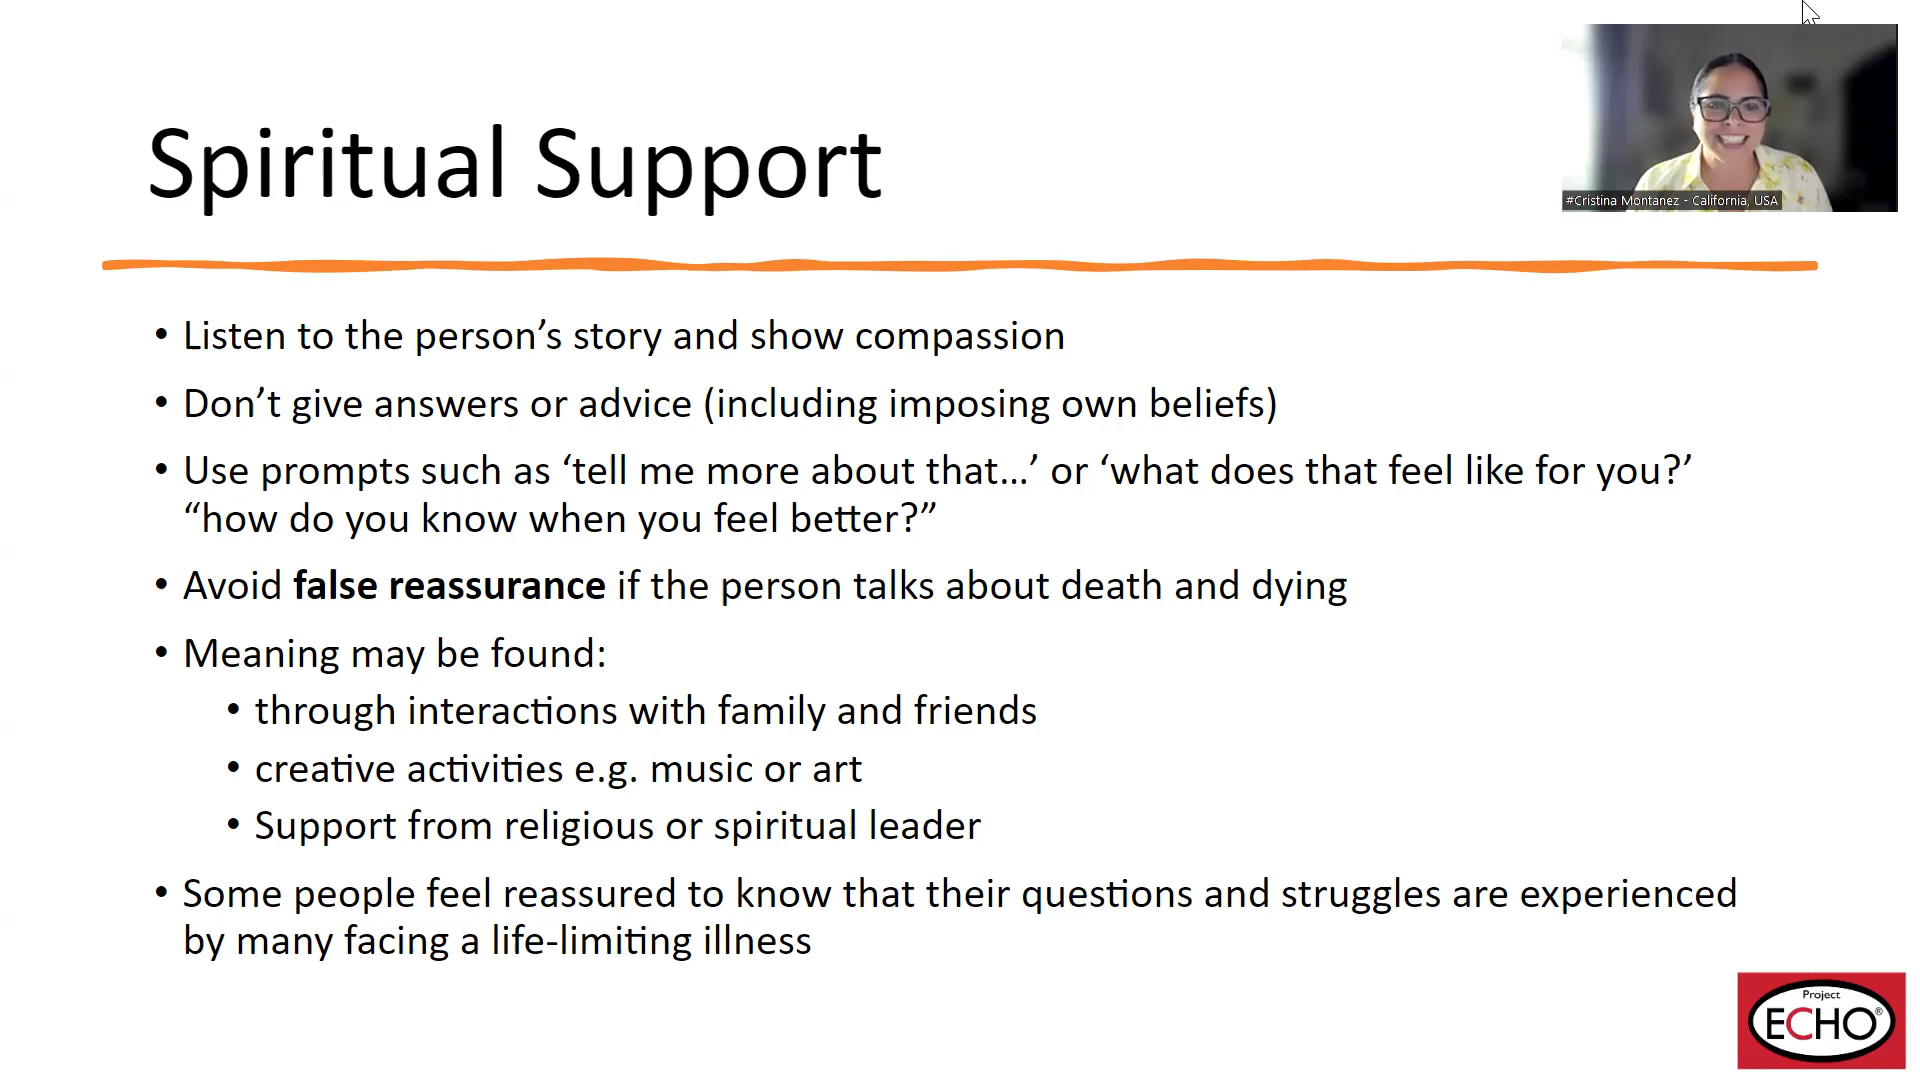 Spiritual Support
#Cristina Montanez - California, USA
• Listen to the person’s story and show compassion
• Don’t give answers or advice (including imposing own beliefs)
• Use prompts such as ‘tell me more about that…’ or ‘what does that feel like for you?’
“how do you know when you feel better?”
• Avoid false reassurance if the person talks about death and dying
• Meaning may be found:
• through interactions with family and friends
• creative activities e.g. music or art
• Support from religious or spiritual leader
• Some people feel reassured to know that their questions and struggles are experienced
by many facing a life-limiting illness
Project
ECHO®